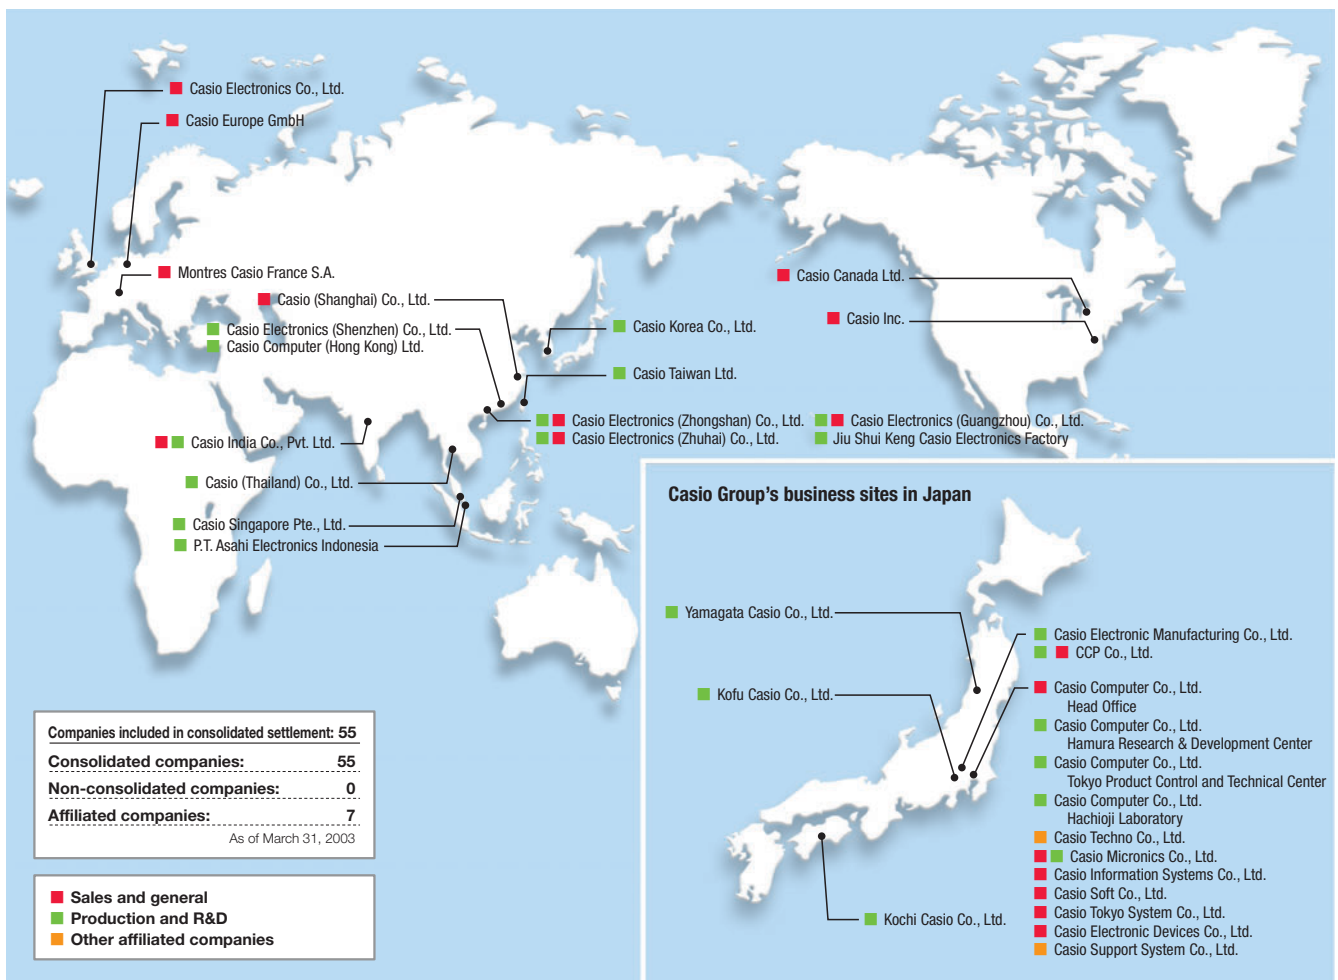 Casio Electronics Co., Ltd.
Casio Europe GmbH
Montres Casio France S.A.
Casio (Shanghai) Co., Ltd.
Casio Electronics (Shenzhen) Co., Ltd.
Casio Computer (Hong Kong) Ltd.
Casio Korea Co., Ltd.
Casio Taiwan Ltd.
Casio Canada Ltd.
Casio Inc.
Casio Electronics (Zhongshan) Co., Ltd.
Casio Electronics (Guangzhou) Co., Ltd.
Casio Electronics (Zhuhai) Co., Ltd.
Jiu Shui Keng Casio Electronics Factory
Casio India Co., Pvt. Ltd.
Casio (Thailand) Co., Ltd.
Casio Singapore Pte., Ltd.
P.T. Asahi Electronics Indonesia
Casio Group's business sites in Japan
Yamagata Casio Co., Ltd.
Kofu Casio Co., Ltd.
Kochi Casio Co., Ltd.
Casio Electronic Manufacturing Co., Ltd.
CCP Co., Ltd.
Casio Computer Co., Ltd.
Head Office
Casio Computer Co., Ltd.
Hamura Research & Development Center
Casio Computer Co., Ltd.
Tokyo Product Control and Technical Center
Casio Computer Co., Ltd.
Hachioji Laboratory
Casio Techno Co., Ltd.
Casio Micronics Co., Ltd.
Casio Information Systems Co., Ltd.
Casio Soft Co., Ltd.
Casio Tokyo System Co., Ltd.
Casio Electronic Devices Co., Ltd.
Casio Support System Co., Ltd.
Companies included in consolidated settlement: 55
Consolidated companies: 55
Non-consolidated companies: 0
Affiliated companies: 7
As of March 31, 2003
Sales and general
Production and R&D
Other affiliated companies